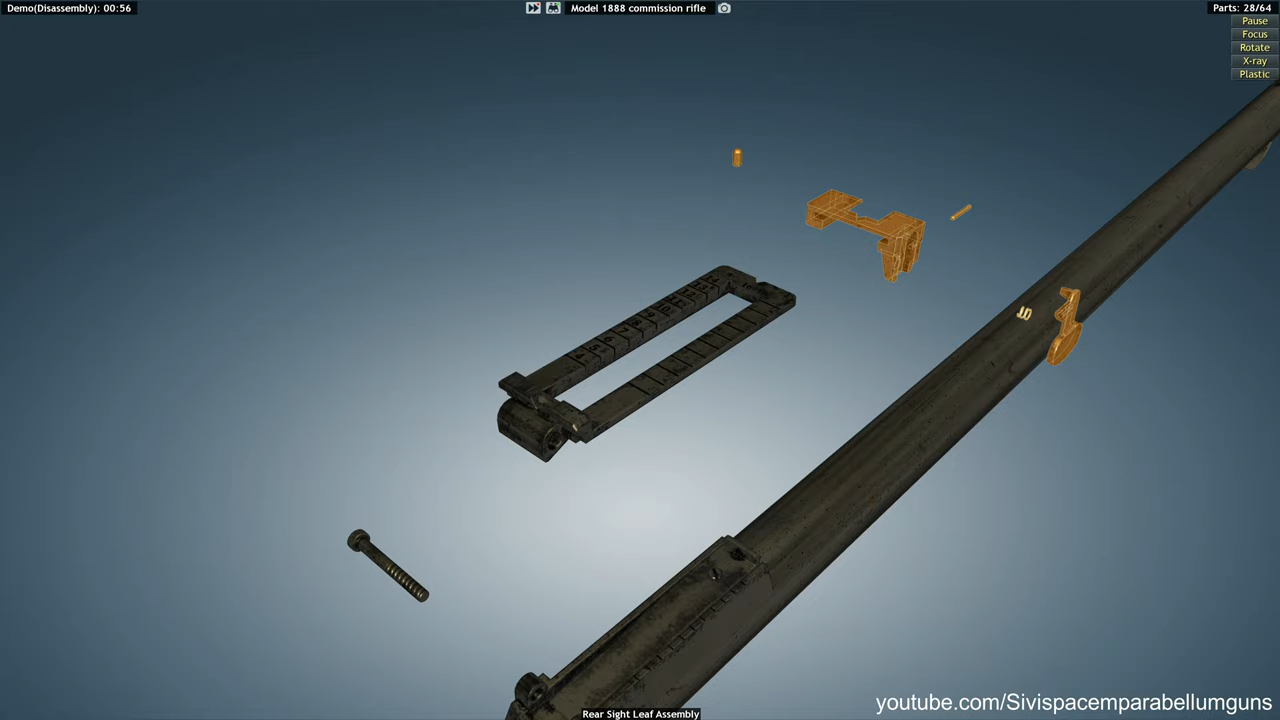 Demo(Disassembly): 00:56
Model 1888 commission rifle
Parts: 28/64
Pause
Focus
Rotate
X-ray
Plastic
Rear Sight Leaf Assembly
youtube.com/Sivispacemparabellumguns